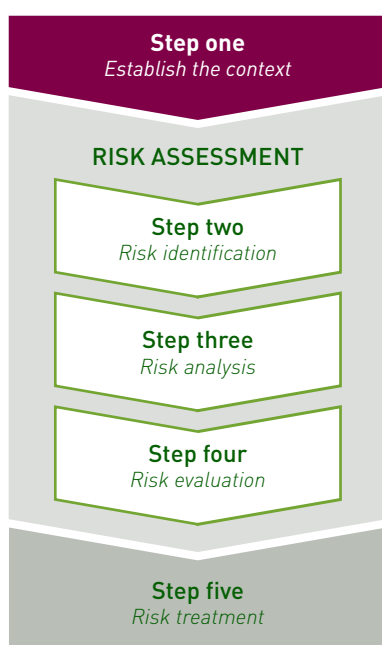 Step one
Establish the context
RISK ASSESSMENT
Step two
Risk identification
Step three
Risk analysis
Step four
Risk evaluation
Step five
Risk treatment